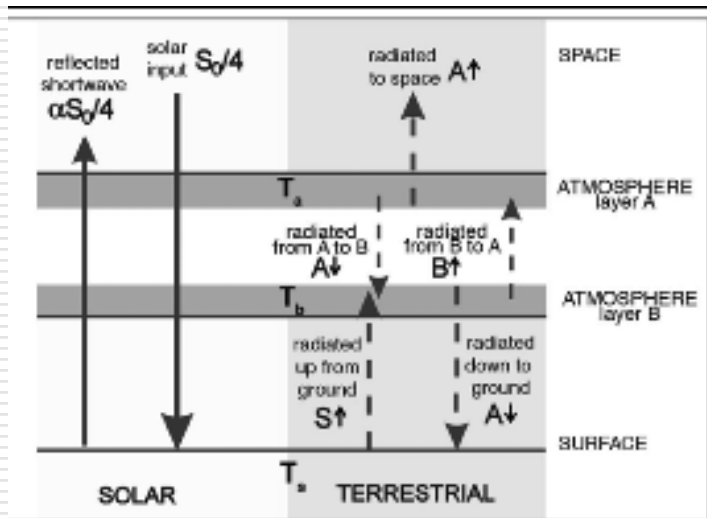 reflected
shortwave
αS₀/4
solar
input S₀/4
radiated
to space A↑
SPACE
Tₐ
ATMOSPHERE
layer A
radiated
from A to B
A↓
radiated
from B to A
B↑
T_b
ATMOSPHERE
layer B
radiated
up from
ground
S↑
radiated
down to
ground
A↓
SURFACE
Tₛ
SOLAR
TERRESTRIAL